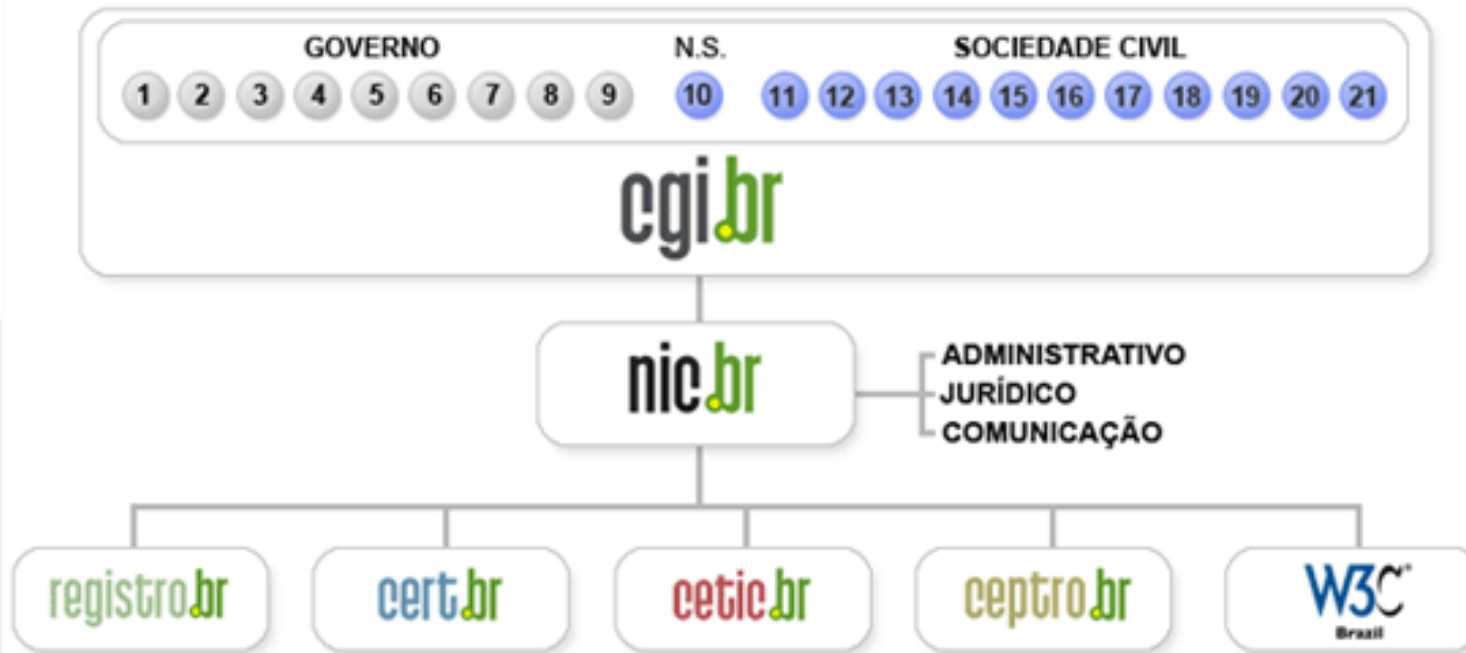 GOVERNO N.S. SOCIEDADE CIVIL
1 2 3 4 5 6 7 8 9 10 11 12 13 14 15 16 17 18 19 20 21
cgi.br
nic.br
ADMINISTRATIVO
JURÍDICO
COMUNICAÇÃO
registro.br cert.br cetic.br ceptro.br W3C
Brazil